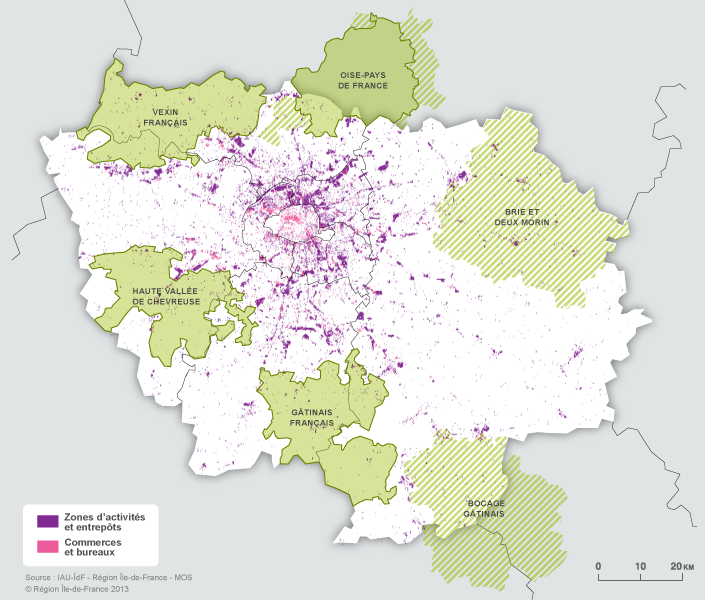 OISE-PAYS
DE FRANCE
VEXIN
FRANÇAIS
BRIE ET
DEUX MORIN
HAUTE VALLÉE
DE CHEVREUSE
GÂTINAIS
FRANÇAIS
BOCAGE
GÂTINAIS
Zones d'activités
et entrepôts
Commerces
et bureaux
Source : IAU-ÎdF - Région Île-de-France - MOS
© Région Île-de-France 2013
0 10 20 KM